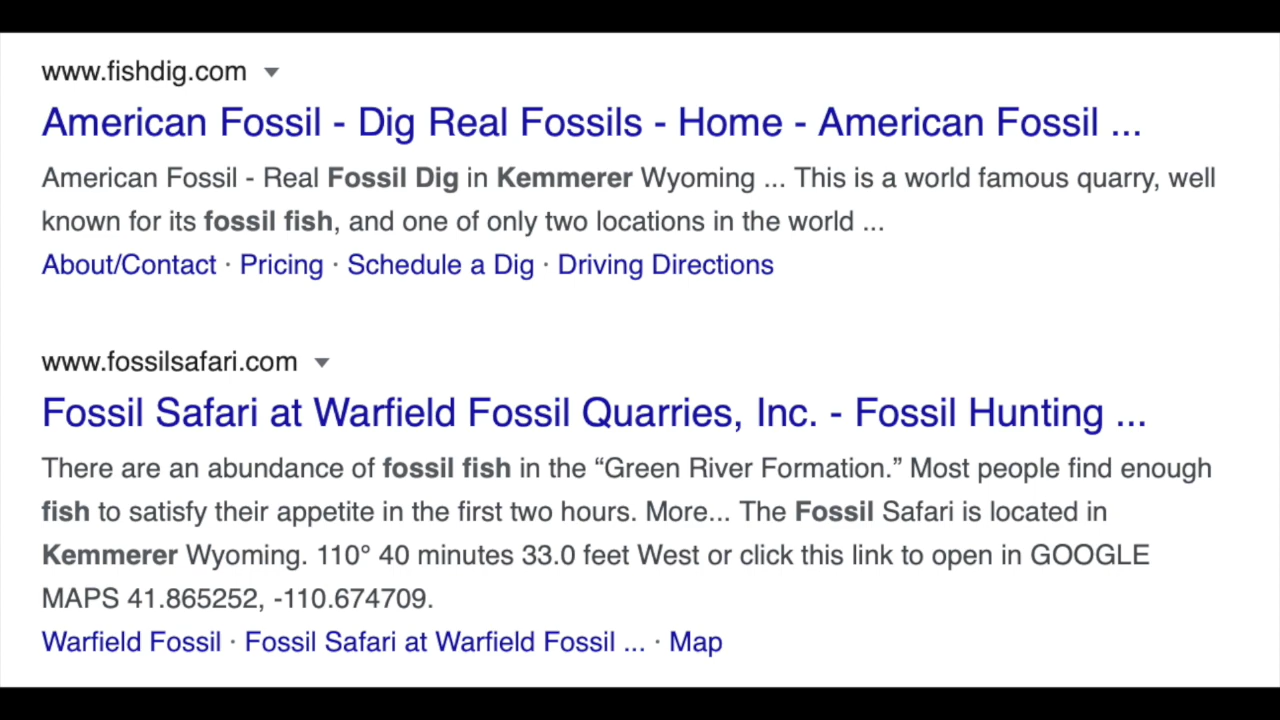 www.fishdig.com
American Fossil - Dig Real Fossils - Home - American Fossil ...
American Fossil - Real Fossil Dig in Kemmerer Wyoming ... This is a world famous quarry, well
known for its fossil fish, and one of only two locations in the world ...
About/Contact · Pricing · Schedule a Dig · Driving Directions
www.fossilsafari.com
Fossil Safari at Warfield Fossil Quarries, Inc. - Fossil Hunting ...
There are an abundance of fossil fish in the “Green River Formation.” Most people find enough
fish to satisfy their appetite in the first two hours. More... The Fossil Safari is located in
Kemmerer Wyoming. 110° 40 minutes 33.0 feet West or click this link to open in GOOGLE
MAPS 41.865252, -110.674709.
Warfield Fossil · Fossil Safari at Warfield Fossil ... · Map